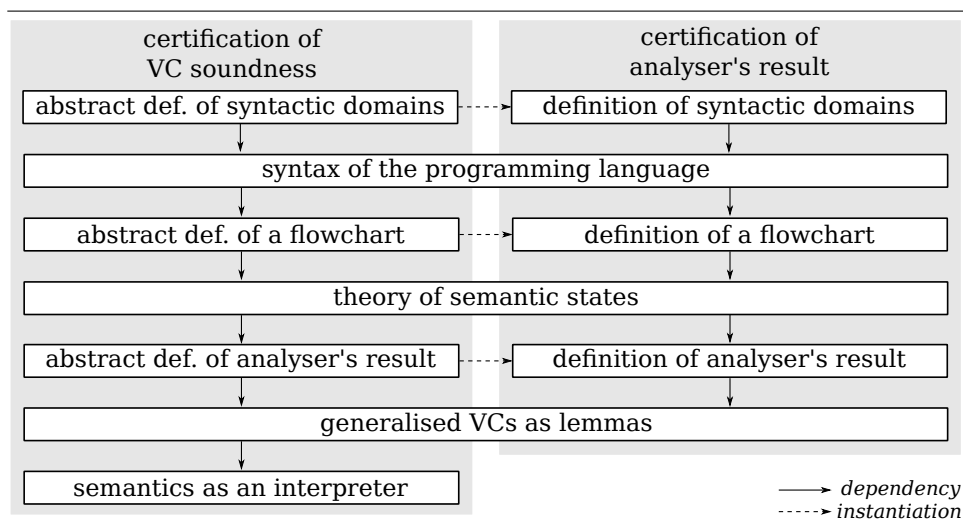 certification of
VC soundness
certification of
analyser's result
abstract def. of syntactic domains
definition of syntactic domains
syntax of the programming language
abstract def. of a flowchart
definition of a flowchart
theory of semantic states
abstract def. of analyser's result
definition of analyser's result
generalised VCs as lemmas
semantics as an interpreter
dependency
instantiation